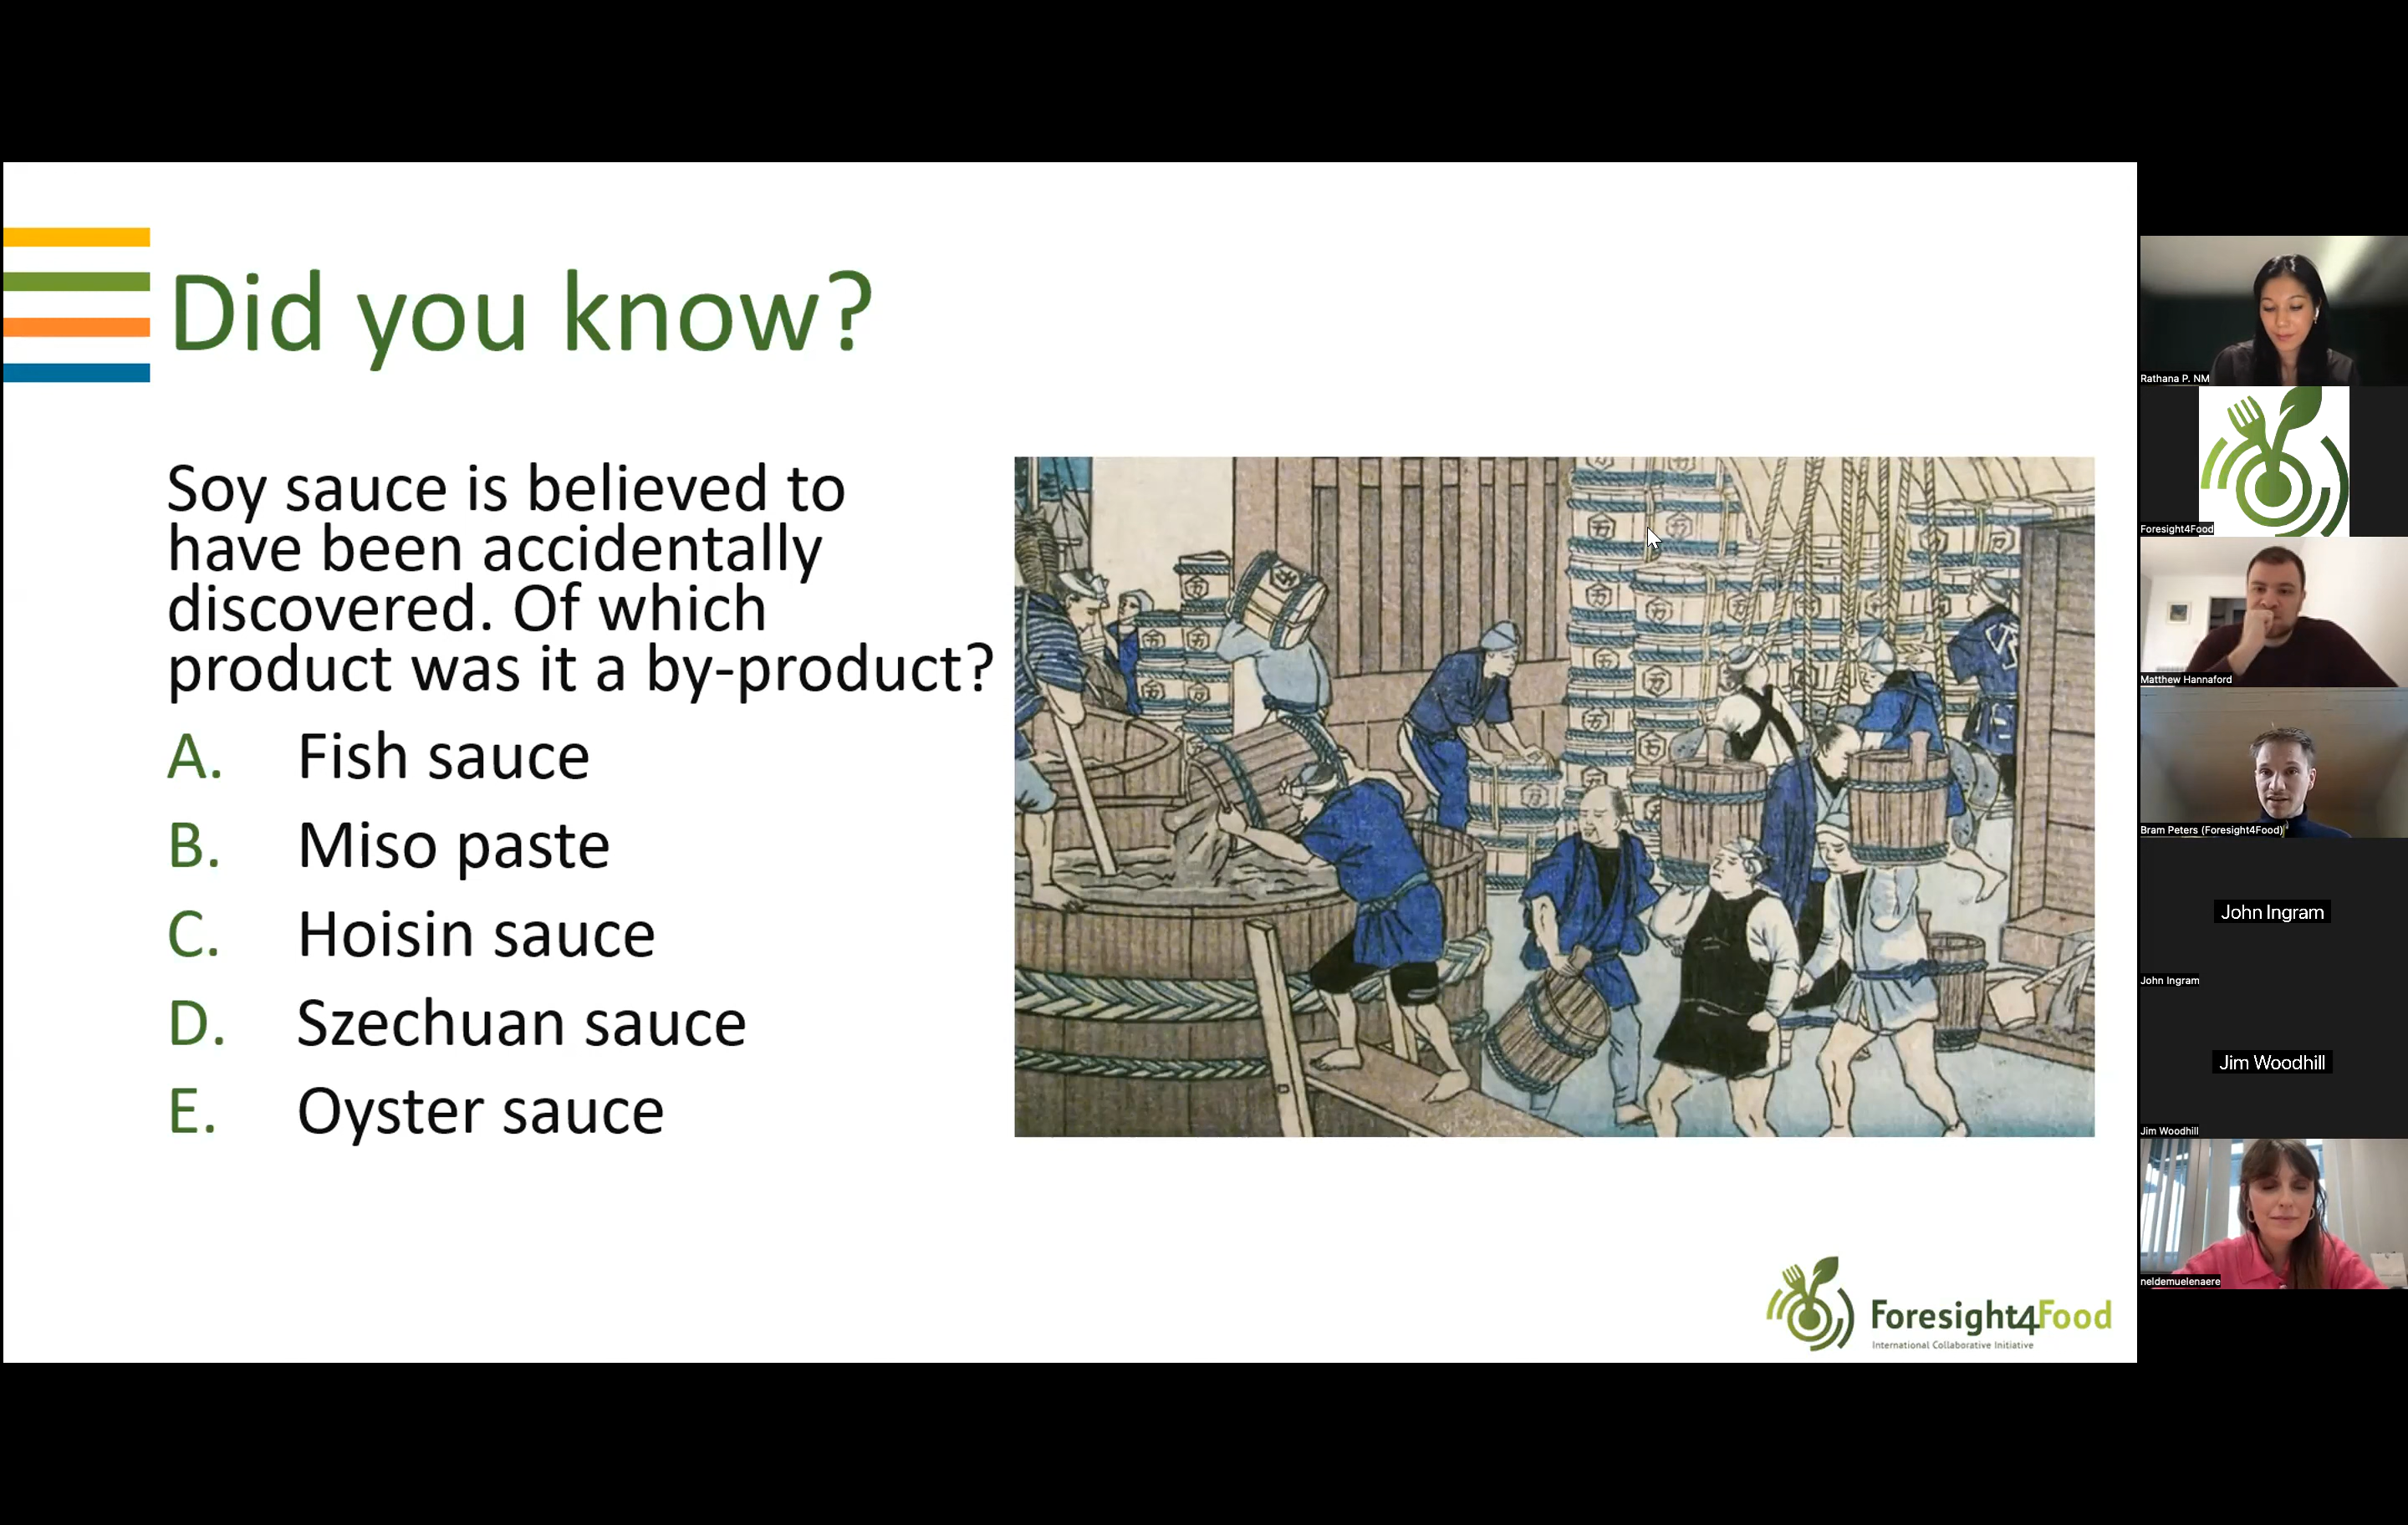 Did you know?
Soy sauce is believed to
have been accidentally
discovered. Of which
product was it a by-product?
A. Fish sauce
B. Miso paste
C. Hoisin sauce
D. Szechuan sauce
E. Oyster sauce
Foresight4Food
International Collaborative Initiative
Rathana P. NM
Foresight4Food
Matthew Hannaford
Bram Peters (Foresight4Food)
John Ingram
John Ingram
Jim Woodhill
Jim Woodhill
neldemuelenaere